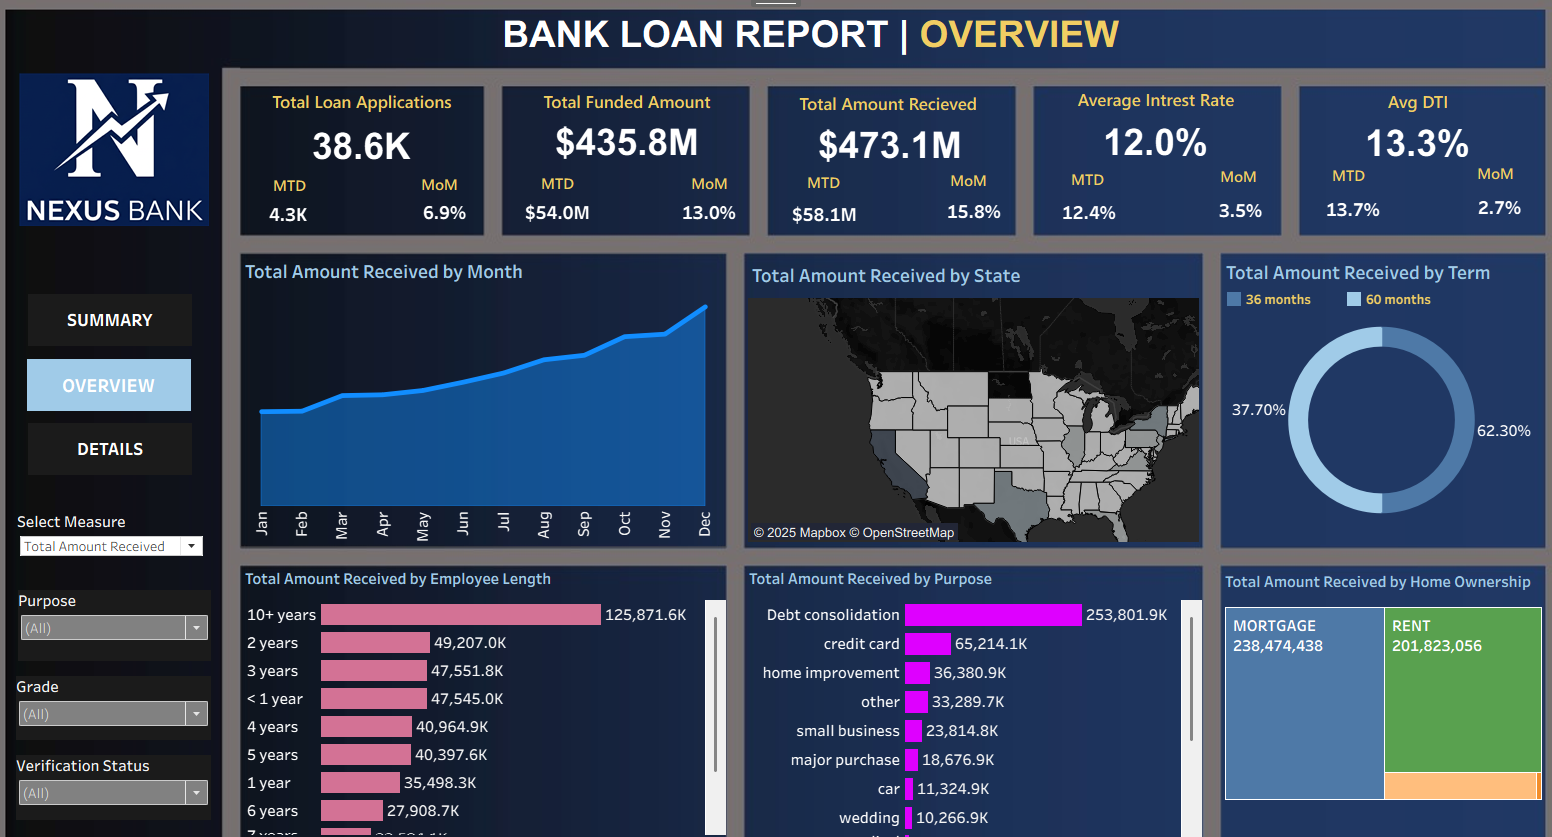 BANK LOAN REPORT | OVERVIEW
N
NEXUS BANK
SUMMARY
OVERVIEW
DETAILS
Select Measure
Total Amount Received
Purpose
(All)
Grade
(All)
Verification Status
(All)
Total Loan Applications
38.6K
MTD MoM
4.3K 6.9%
Total Funded Amount
$435.8M
MTD MoM
$54.0M 13.0%
Total Amount Recieved
$473.1M
MTD MoM
$58.1M 15.8%
Average Intrest Rate
12.0%
MTD MoM
12.4% 3.5%
Avg DTI
13.3%
MTD MoM
13.7% 2.7%
Total Amount Received by Month
Jan Feb Mar Apr May Jun Jul Aug Sep Oct Nov Dec
Total Amount Received by State
USA
© 2025 Mapbox © OpenStreetMap
Total Amount Received by Term
36 months 60 months
37.70%
62.30%
Total Amount Received by Employee Length
10+ years 125,871.6K
2 years 49,207.0K
3 years 47,551.8K
< 1 year 47,545.0K
4 years 40,964.9K
5 years 40,397.6K
1 year 35,498.3K
6 years 27,908.7K
7 years
Total Amount Received by Purpose
Debt consolidation 253,801.9K
credit card 65,214.1K
home improvement 36,380.9K
other 33,289.7K
small business 23,814.8K
major purchase 18,676.9K
car 11,324.9K
wedding 10,266.9K
Total Amount Received by Home Ownership
MORTGAGE
238,474,438
RENT
201,823,056